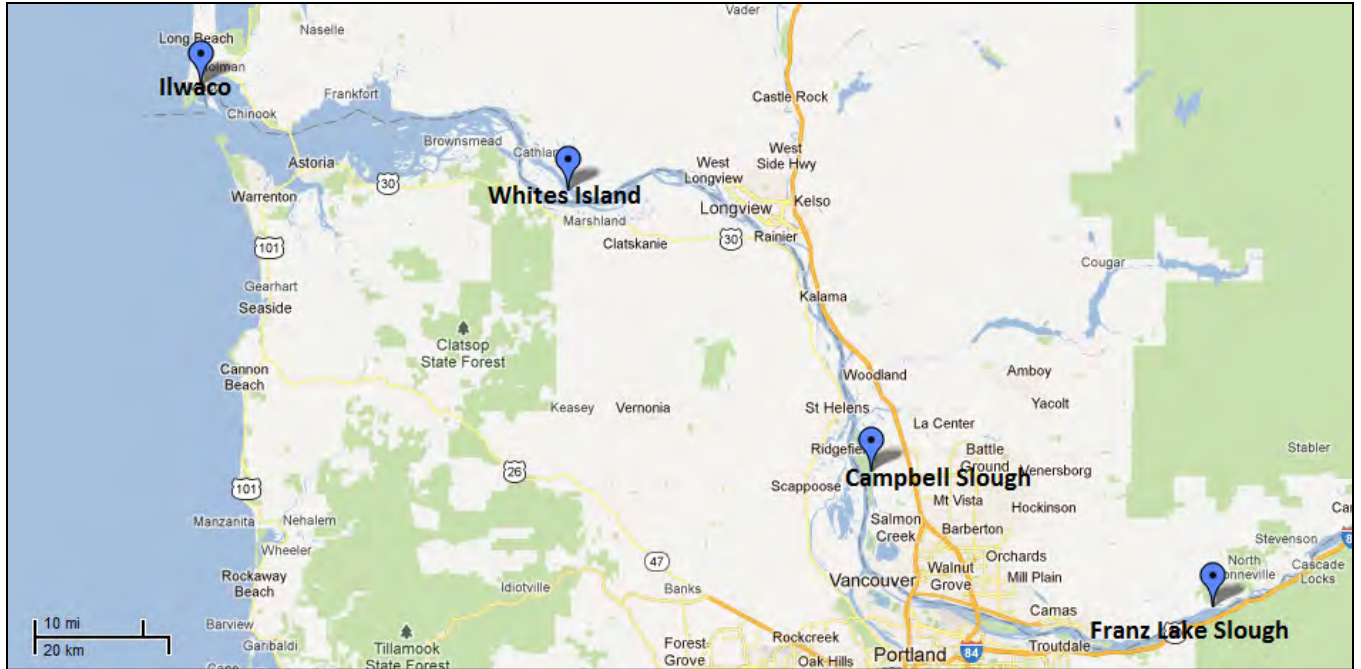 Vader
Naselle
Long Beach
Holman
Ilwaco
Chinook
Frankfort
Castle Rock
Brownsmead
Astoria
30
Warrenton
Whites Island
Marshland
Clatskanie
West
Longview
Longview
West
Side Hwy
Kelso
Rainier
30
101
Gearhart
Seaside
Cougar
Kalama
Clatsop
State Forest
Cannon
Beach
Woodland
Amboy
Yacolt
Keasey
Vernonia
St Helens
La Center
Battle
Ground
Venersborg
Stabler
26
Campbell Slough
Scappoose
Mt Vista
Hockinson
101
Manzanita
Nehalem
Wheeler
Salmon
Creek
Barberton
Orchards
Stevenson
North
Cascade
Locks
47
Rockaway
Beach
Idiotville
Banks
Vancouver
Walnut
Grove
Mill Plain
Camas
Franz Lake Slough
10 mi
20 km
Barview
Garibaldi
Tillamook
State Forest
Forest
Grove
Rockcreek
Oak Hills
Portland
84
Troutdale